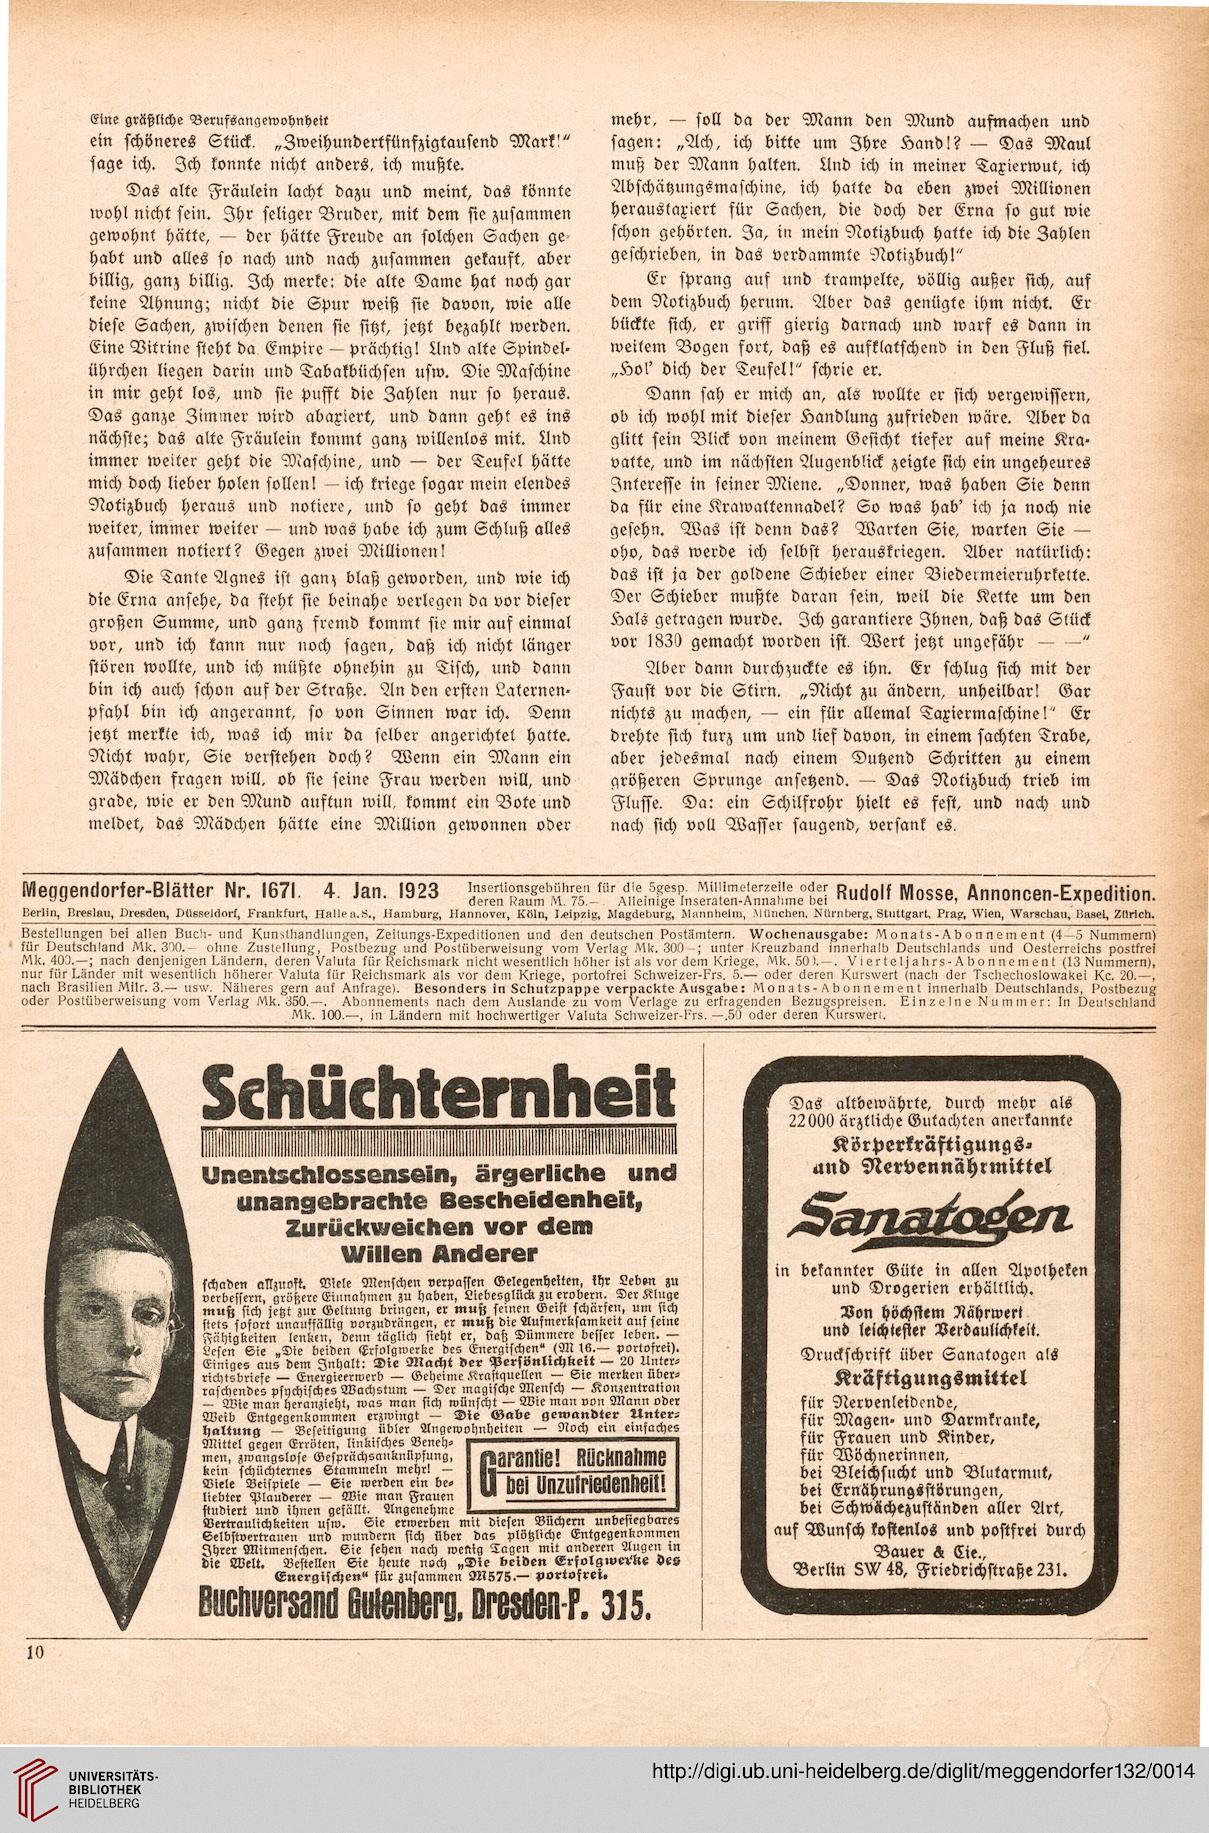 Eine gräßliche Berufsangewohnheit
ein schöneres Stück. „Zweihundertfünfzigtausend Mark!"
sage ich. Ich konnte nicht anders, ich mußte.
Das alte Fräulein lacht dazu und meint, das könnte
wohl nicht sein. Ihr seliger Bruder, mit dem sie zusammen
gewohnt hätte, — der hätte Freude an solchen Sachen ge-
habt und alles so nach und nach zusammen gekauft, aber
billig, ganz billig. Ich merke: die alte Dame hat noch gar
keine Ahnung; nicht die Spur weiß sie davon, wie alle
diese Sachen, zwischen denen sie sitzt, jetzt bezahlt werden.
Eine Vitrine steht da Empire — prächtig! Und alte Spindel-
ührchen liegen darin und Tabakbüchsen usw. Die Maschine
in mir geht los, und sie pufft die Zahlen nur so heraus.
Das ganze Zimmer wird abaxiert, und dann geht es ins
nächste; das alte Fräulein kommt ganz willenlos mit. Und
immer weiter geht die Maschine, und — der Teufel hätte
mich doch lieber holen sollen! — ich kriege sogar mein elendes
Notizbuch heraus und notiere, und so geht das immer
weiter, immer weiter — und was habe ich zum Schluß alles
zusammen notiert? Gegen zwei Millionen!
Die Tante Agnes ist ganz blaß geworden, und wie ich
die Erna ansehe, da steht sie beinahe verlegen da vor dieser
großen Summe, und ganz fremd kommt sie mir auf einmal
vor, und ich kann nur noch sagen, daß ich nicht länger
stören wollte, und ich müßte ohnehin zu Tisch, und dann
bin ich auch schon auf der Straße. An den ersten Laternen-
pfahl bin ich angerannt, so von Sinnen war ich. Denn
jetzt merkte ich, was ich mir da selber angerichtet hatte.
Nicht wahr, Sie verstehen doch? Wenn ein Mann ein
Mädchen fragen will, ob sie seine Frau werden will, und
grade, wie er den Mund auftun will, kommt ein Bote und
meldet, das Mädchen hätte eine Million gewonnen oder
mehr, — soll da der Mann den Mund aufmachen und
sagen: „Ach, ich bitte um Ihre Hand!? — Das Maul
muß der Mann halten. Und ich in meiner Taxierwut, ich
Abschätzungsmaschine, ich hatte da eben zwei Millionen
heraustaxiert für Sachen, die doch der Erna so gut wie
schon gehörten. Ja, in mein Notizbuch hatte ich die Zahlen
geschrieben, in das verdammte Notizbuch!"
Er sprang auf und trampelte, völlig außer sich, auf
dem Notizbuch herum. Aber das genügte ihm nicht. Er
bückte sich, er griff gierig darnach und warf es dann in
weitem Bogen fort, daß es aufklatschend in den Fluß fiel.
„Hol' dich der Teufel!" schrie er.
Dann sah er mich an, als wollte er sich vergewissern,
ob ich wohl mit dieser Handlung zufrieden wäre. Aber da
glitt sein Blick von meinem Gesicht tiefer auf meine Kra-
vatte, und im nächsten Augenblick zeigte sich ein ungeheures
Interesse in seiner Miene. „Donner, was haben Sie denn
da für eine Krawattennadel? So was hab' ich ja noch nie
gesehn. Was ist denn das? Warten Sie, warten Sie —
oho, das werde ich selbst herauskriegen. Aber natürlich:
das ist ja der goldene Schieber einer Biedermeieruhrkette.
Der Schieber mußte daran sein, weil die Kette um den
Hals getragen wurde. Ich garantiere Ihnen, daß das Stück
vor 1830 gemacht worden ist. Wert jetzt ungefähr — —"
Aber dann durchzuckte es ihn. Er schlug sich mit der
Faust vor die Stirn. „Nicht zu ändern, unheilbar! Gar
nichts zu machen, — ein für allemal Taxiermaschine!" Er
drehte sich kurz um und lief davon, in einem sachten Trabe,
aber jedesmal nach einem Dutzend Schritten zu einem
größeren Sprunge ansetzend. — Das Notizbuch trieb im
Flusse. Da: ein Schilfrohr hielt es fest, und nach und
nach sich voll Wasser saugend, versank es.
Meggendorfer-Blätter Nr. 1671. 4. Jan. 1923
Insertionsgebühren für die 5gesp. Millimeterzeile oder
deren Raum M. 75.—. Alleinige Inseraten-Annahme bei
Rudolf Mosse, Annoncen-Expedition.
Berlin, Breslau, Dresden, Düsseldorf, Frankfurt, Halle a.S., Hamburg, Hannover, Köln, Leipzig, Magdeburg, Mannheim, München, Nürnberg, Stuttgart, Prag, Wien, Warschau, Basel, Zürich.
Bestellungen bei allen Buch- und Kunsthandlungen, Zeitungs-Expeditionen und den deutschen Postämtern. Wochenausgabe: Monats-Abonnement (4—5 Nummern)
für Deutschland Mk. 300.— ohne Zustellung, Postbezug und Postüberweisung vom Verlag Mk. 300—; unter Kreuzband innerhalb Deutschlands und Oesterreichs postfrei
Mk. 400.—; nach denjenigen Ländern, deren Valuta für Reichsmark nicht wesentlich höher ist als vor dem Kriege, Mk. 500.—. Vierteljahrs-Abonnement (13 Nummern),
nur für Länder mit wesentlich höherer Valuta für Reichsmark als vor dem Kriege, portofrei Schweizer-Frs. 5.— oder deren Kurswert (nach der Tschechoslowakei Kc. 20.—,
nach Brasilien Milr. 3.— usw. Näheres gern auf Anfrage). Besonders in Schutzpappe verpackte Ausgabe: Monats-Abonnement innerhalb Deutschlands, Postbezug
oder Postüberweisung vom Verlag Mk. 350.—. Abonnements nach dem Auslande zu vom Verlage zu erfragenden Bezugspreisen. Einzelne Nummer: In Deutschland
Mk. 100.—, in Ländern mit hochwertiger Valuta Schweizer-Frs. —.50 oder deren Kurswert.
Schüchternheit
Unentschlossensein, ärgerliche und
unangebrachte Bescheidenheit,
Zurückweichen vor dem
Willen Anderer
schaden allzuoft. Viele Menschen verpassen Gelegenheiten, ihr Leben zu
verbessern, größere Einnahmen zu haben, Liebesglück zu erobern. Der Kluge
muß sich jetzt zur Geltung bringen, er muß seinen Geist schärfen, um sich
stets sofort unauffällig vorzudrängen, er muß die Aufmerksamkeit auf seine
Fähigkeiten lenken, denn täglich sieht er, daß Dümmere besser leben. —
Lesen Sie „Die beiden Erfolgwerke des Energischen" (M 16.— portofrei).
Einiges aus dem Inhalt: Die Macht der Persönlichkeit — 20 Unter-
richtsbriefe — Energieerwerb — Geheime Kraftquellen — Sie merken über-
raschendes psychisches Wachstum — Der magische Mensch — Konzentration
— Wie man heranzieht, was man sich wünscht — Wie man von Mann oder
Weib Entgegenkommen erzwingt — Die Gabe gewandter Unter-
haltung — Beseitigung übler Angewohnheiten — Noch ein einfaches
Mittel gegen Erröten, linkisches Beneh-
men, zwangslose Gesprächsanknüpfung,
kein schüchternes Stammeln mehr! —
Viele Beispiele — Sie werden ein be-
liebter Plauderer — Wie man Frauen
studiert und ihnen gefällt. Angenehme
Vertraulichkeiten usw. Sie erwerben mit diesen Büchern unbesiegbares
Selbstvertrauen und wundern sich über das plötzliche Entgegenkommen
Ihrer Mitmenschen. Sie sehen nach wenig Tagen mit anderen Augen in
die Welt. Bestellen Sie heute noch „Die beiden Erfolgwerke des
Energischen" für zusammen M 575.— portofrei.
Garantie! Rücknahme
bei Unzufriedenheit!
Buchversand Gutenberg, Dresden-P. 315.
Das altbewährte, durch mehr als
22000 ärztliche Gutachten anerkannte
Körperkräftigungs-
und Nervennährmittel
Sanatogen
in bekannter Güte in allen Apotheken
und Drogerien erhältlich.
Von höchstem Nährwert
und leichtester Verdaulichkeit.
Druckschrift über Sanatogen als
Kräftigungsmittel
für Nervenleidende,
für Magen- und Darmkranke,
für Frauen und Kinder,
für Wöchnerinnen,
bei Bleichsucht und Blutarmut,
bei Ernährungsstörungen,
bei Schwächezuständen aller Art,
auf Wunsch kostenlos und postfrei durch
Bauer & Cie.,
Berlin SW 48, Friedrichstraße 231.
10
UNIVERSITÄTS-
BIBLIOTHEK
HEIDELBERG
http://digi.ub.uni-heidelberg.de/diglit/meggendorfer132/0014